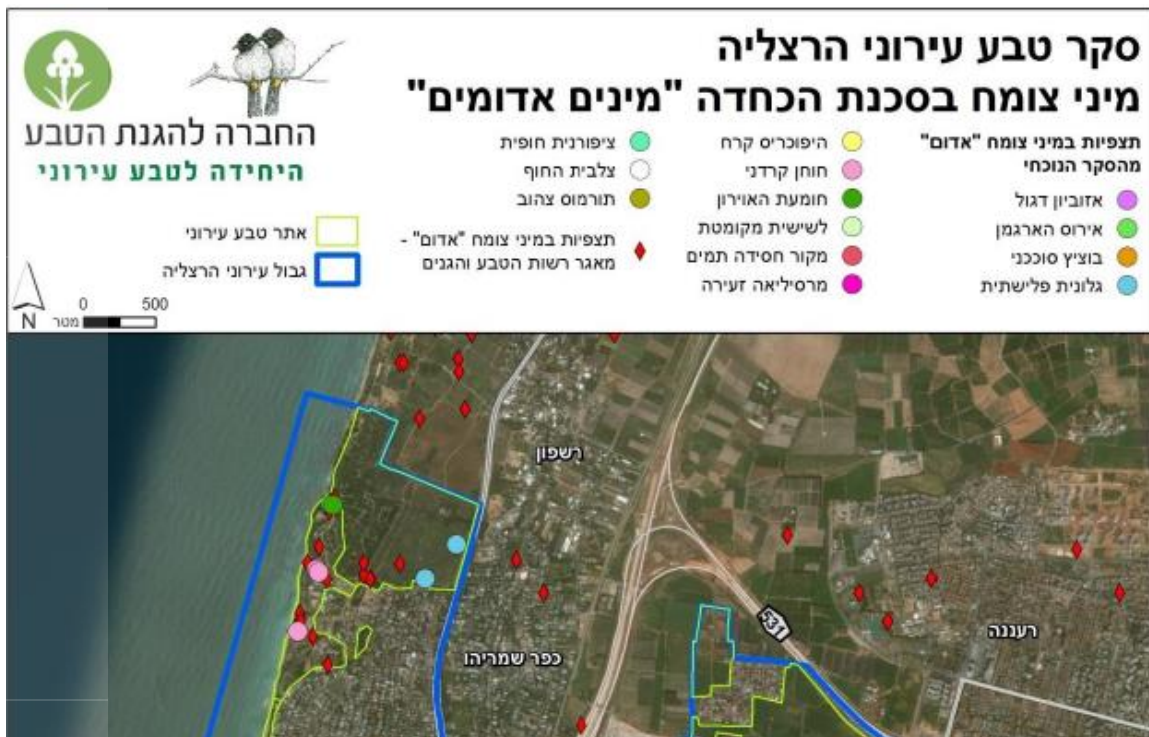 סקר טבע עירוני הרצליה
מיני צומח בסכנת הכחדה "מינים אדומים"
החברה להגנת הטבע
היחידה לטבע עירוני
תצפיות במיני צומח "אדום"
מהסקר הנוכחי
אזוביון דגול
אירוס הארגמן
בוציץ סוככני
גלונית פלישתית
היפוכריס קרח
חוחן קרדני
חומעת האוירון
לשישית מקומטת
מקור חסידה תמים
מרסיליאה זעירה
ציפורנית חופית
צלבית החוף
תורמוס צהוב
תצפיות במיני צומח "אדום" -
מאגר רשות הטבע והגנים
אתר טבע עירוני
גבול עירוני הרצליה
0 500
מטר
N
רשפון
531
רעננה
כפר שמריהו